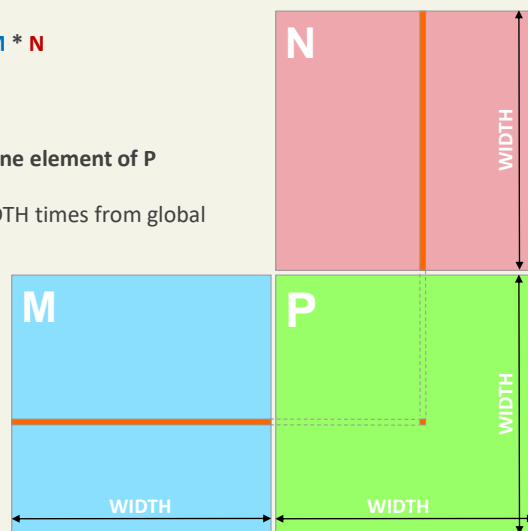 * N
N
WIDTH
ne element of P
DTH times from global
M
P
WIDTH
WIDTH
WIDTH